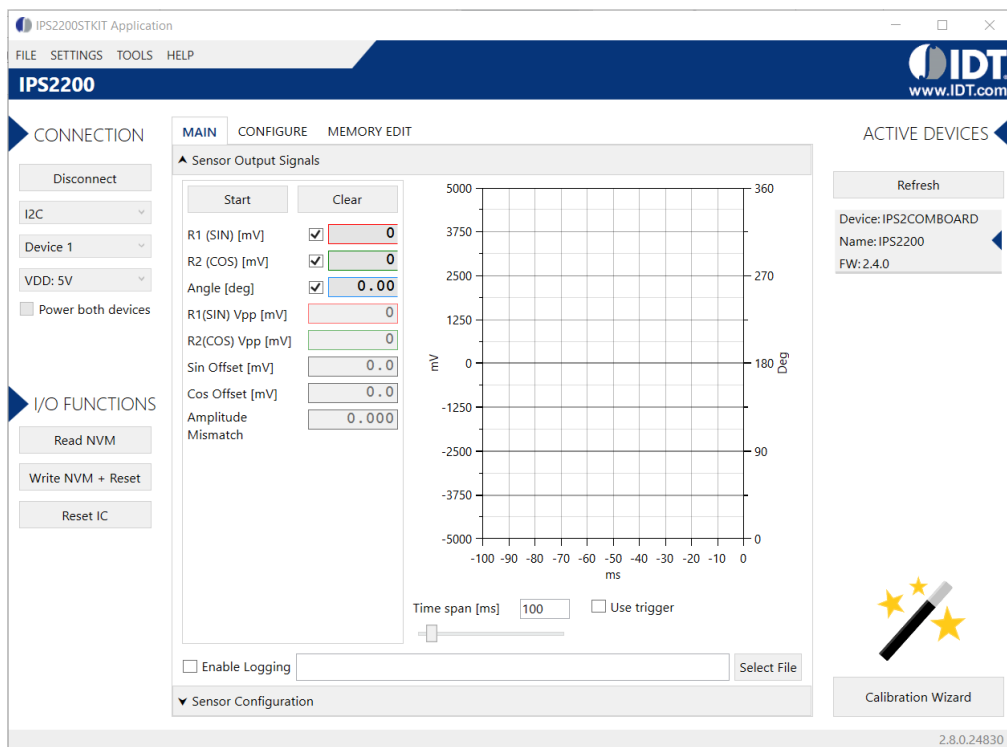 IPS2200STKIT Application
FILE SETTINGS TOOLS HELP
IDT.
www.IDT.com
IPS2200
CONNECTION
Disconnect
I2C
Device 1
VDD: 5V
Power both devices
I/O FUNCTIONS
Read NVM
Write NVM + Reset
Reset IC
MAIN CONFIGURE MEMORY EDIT
Sensor Output Signals
Start Clear
R1 (SIN) [mV] 0
R2 (COS) [mV] 0
Angle [deg] 0.00
R1(SIN) Vpp [mV] 0
R2(COS) Vpp [mV] 0
Sin Offset [mV] 0.0
Cos Offset [mV] 0.0
Amplitude 0.000
Mismatch
5000 360
3750
2500 270
1250
mV 0 180 Deg
-1250
-2500 90
-3750
-5000 0
-100 -90 -80 -70 -60 -50 -40 -30 -20 -10 0
ms
Time span [ms] 100 Use trigger
Enable Logging Select File
Sensor Configuration
ACTIVE DEVICES
Refresh
Device: IPS2COMBOARD
Name: IPS2200
FW: 2.4.0
Calibration Wizard
2.8.0.24830